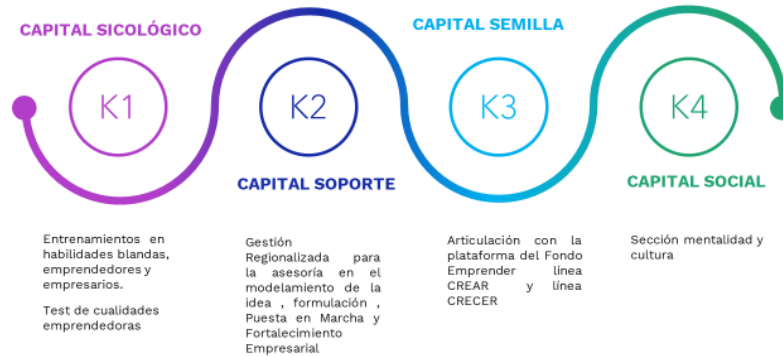 CAPITAL SICOLÓGICO
K1
Entrenamientos en
habilidades blandas,
emprendedores y
empresarios.
Test de cualidades
emprendedoras
K2
CAPITAL SOPORTE
Gestión
Regionalizada para
la asesoría en el
modelamiento de la
idea , formulación ,
Puesta en Marcha y
Fortalecimiento
Empresarial
CAPITAL SEMILLA
K3
Articulación con la
plataforma del Fondo
Emprender línea
CREAR y línea
CRECER
K4
CAPITAL SOCIAL
Sección mentalidad y
cultura